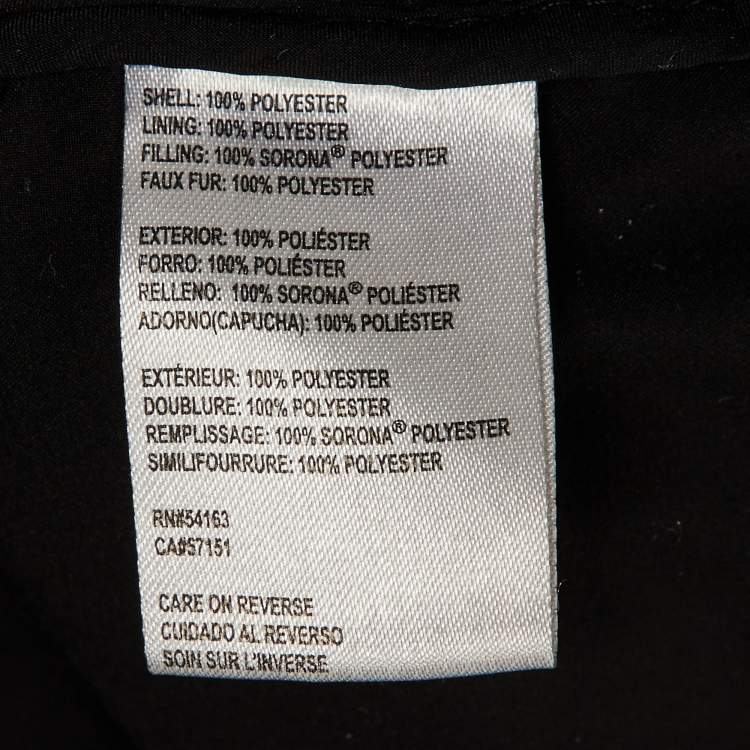 SHELL: 100% POLYESTER
LINING: 100% POLYESTER
FILLING: 100% SORONA® POLYESTER
FAUX FUR: 100% POLYESTER
EXTERIOR: 100% POLIÉSTER
FORRO: 100% POLIÉSTER
RELLENO: 100% SORONA® POLIÉSTER
ADORNO(CAPUCHA): 100% POLIÉSTER
EXTÉRIEUR: 100% POLYESTER
DOUBLURE: 100% POLYESTER
REMPLISSAGE: 100% SORONA® POLYESTER
SIMILIFOURRURE: 100% POLYESTER
RN#54163
CA#57151
CARE ON REVERSE
CUIDADO AL REVERSO
SOIN SUR L'INVERSE